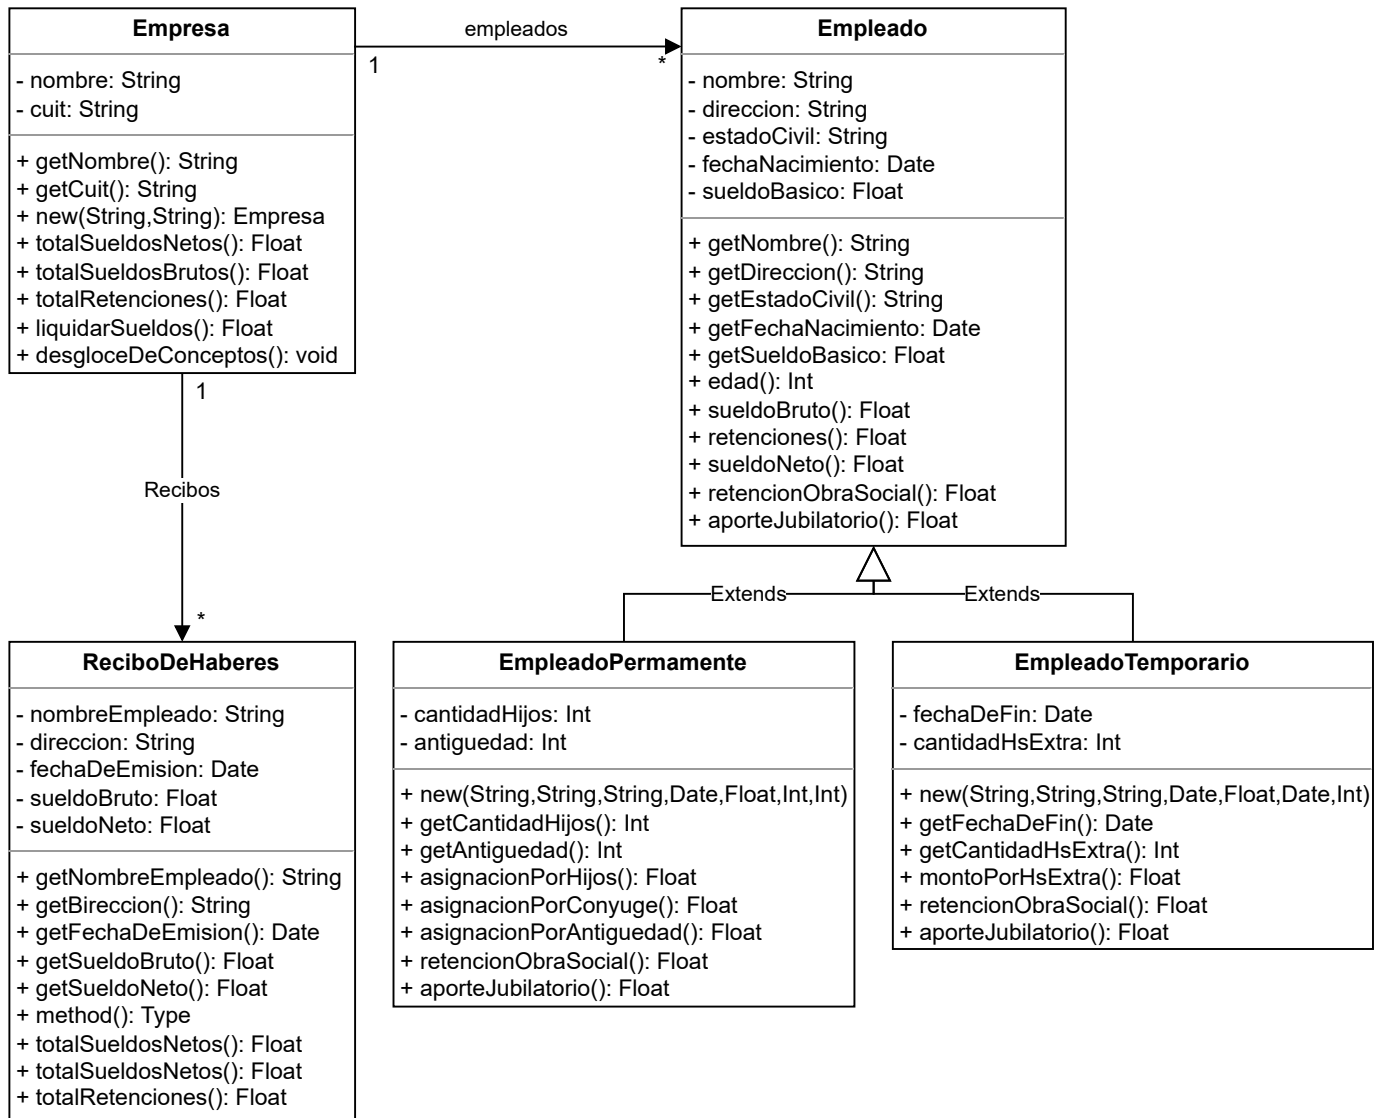 Empresa
- nombre: String
- cuit: String
+ getNombre(): String
+ getCuit(): String
+ new(String,String): Empresa
+ totalSueldosNetos(): Float
+ totalSueldosBrutos(): Float
+ totalRetenciones(): Float
+ liquidarSueldos(): Float
+ desgloceDeConceptos(): void
empleados
1
*
Empleado
- nombre: String
- direccion: String
- estadoCivil: String
- fechaNacimiento: Date
- sueldoBasico: Float
+ getNombre(): String
+ getDireccion(): String
+ getEstadoCivil(): String
+ getFechaNacimiento: Date
+ getSueldoBasico: Float
+ edad(): Int
+ sueldoBruto(): Float
+ retenciones(): Float
+ sueldoNeto(): Float
+ retencionObraSocial(): Float
+ aporteJubilatorio(): Float
1
Recibos
*
Extends
Extends
ReciboDeHaberes
- nombreEmpleado: String
- direccion: String
- fechaDeEmision: Date
- sueldoBruto: Float
- sueldoNeto: Float
+ getNombreEmpleado(): String
+ getBireccion(): String
+ getFechaDeEmision(): Date
+ getSueldoBruto(): Float
+ getSueldoNeto(): Float
+ method(): Type
+ totalSueldosNetos(): Float
+ totalSueldosNetos(): Float
+ totalRetenciones(): Float
EmpleadoPermamente
- cantidadHijos: Int
- antiguedad: Int
+ new(String,String,String,Date,Float,Int,Int)
+ getCantidadHijos(): Int
+ getAntiguedad(): Int
+ asignacionPorHijos(): Float
+ asignacionPorConyuge(): Float
+ asignacionPorAntiguedad(): Float
+ retencionObraSocial(): Float
+ aporteJubilatorio(): Float
EmpleadoTemporario
- fechaDeFin: Date
- cantidadHsExtra: Int
+ new(String,String,String,Date,Float,Date,Int)
+ getFechaDeFin(): Date
+ getCantidadHsExtra(): Int
+ montoPorHsExtra(): Float
+ retencionObraSocial(): Float
+ aporteJubilatorio(): Float